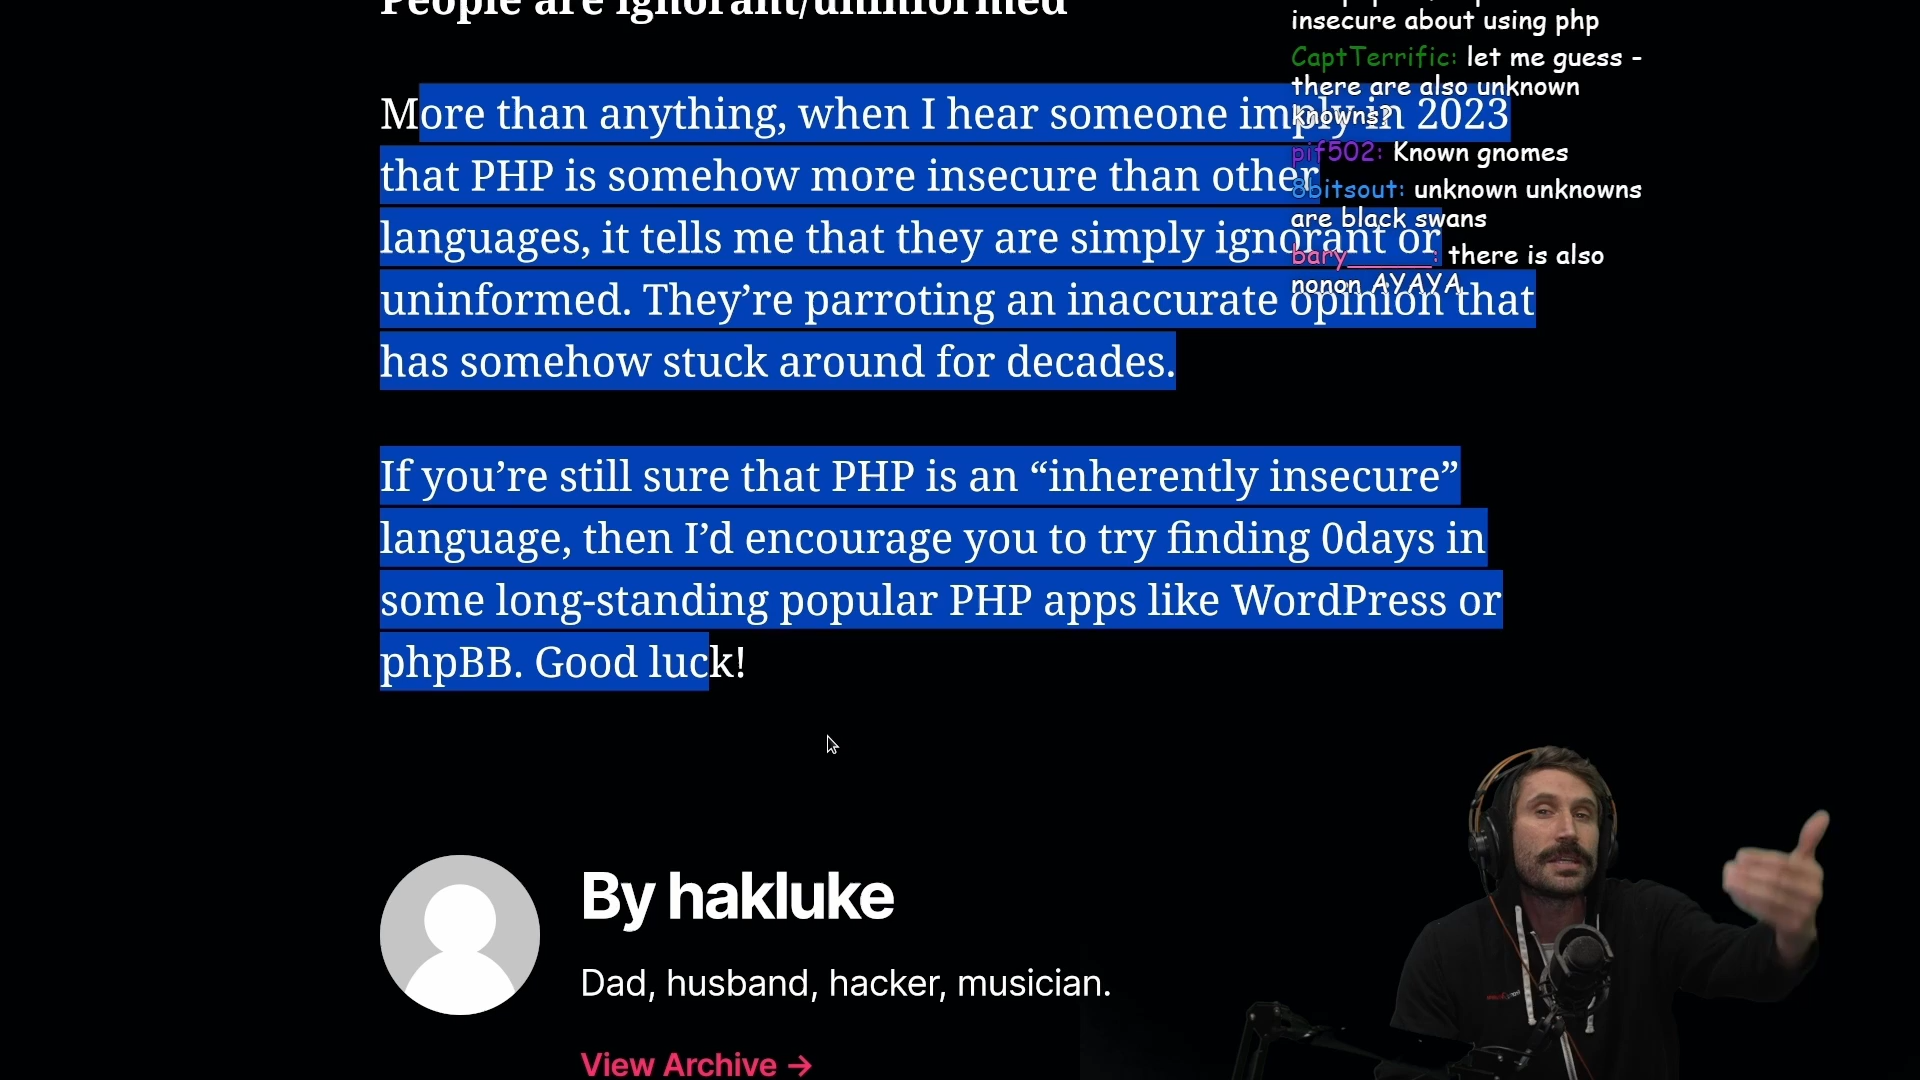 People are ignorant/uninformed
More than anything, when I hear someone imply in 2023
that PHP is somehow more insecure than other
languages, it tells me that they are simply ignorant or
uninformed. They’re parroting an inaccurate opinion that
has somehow stuck around for decades.
If you’re still sure that PHP is an “inherently insecure”
language, then I’d encourage you to try finding 0days in
some long-standing popular PHP apps like WordPress or
phpBB. Good luck!
By hakluke
Dad, husband, hacker, musician.
View Archive →
insecure about using php
CaptTerrific: let me guess -
there are also unknown
knowns?
pif502: Known gnomes
8bitsout: unknown unknowns
are black swans
bary______: there is also
nonon AYAYA